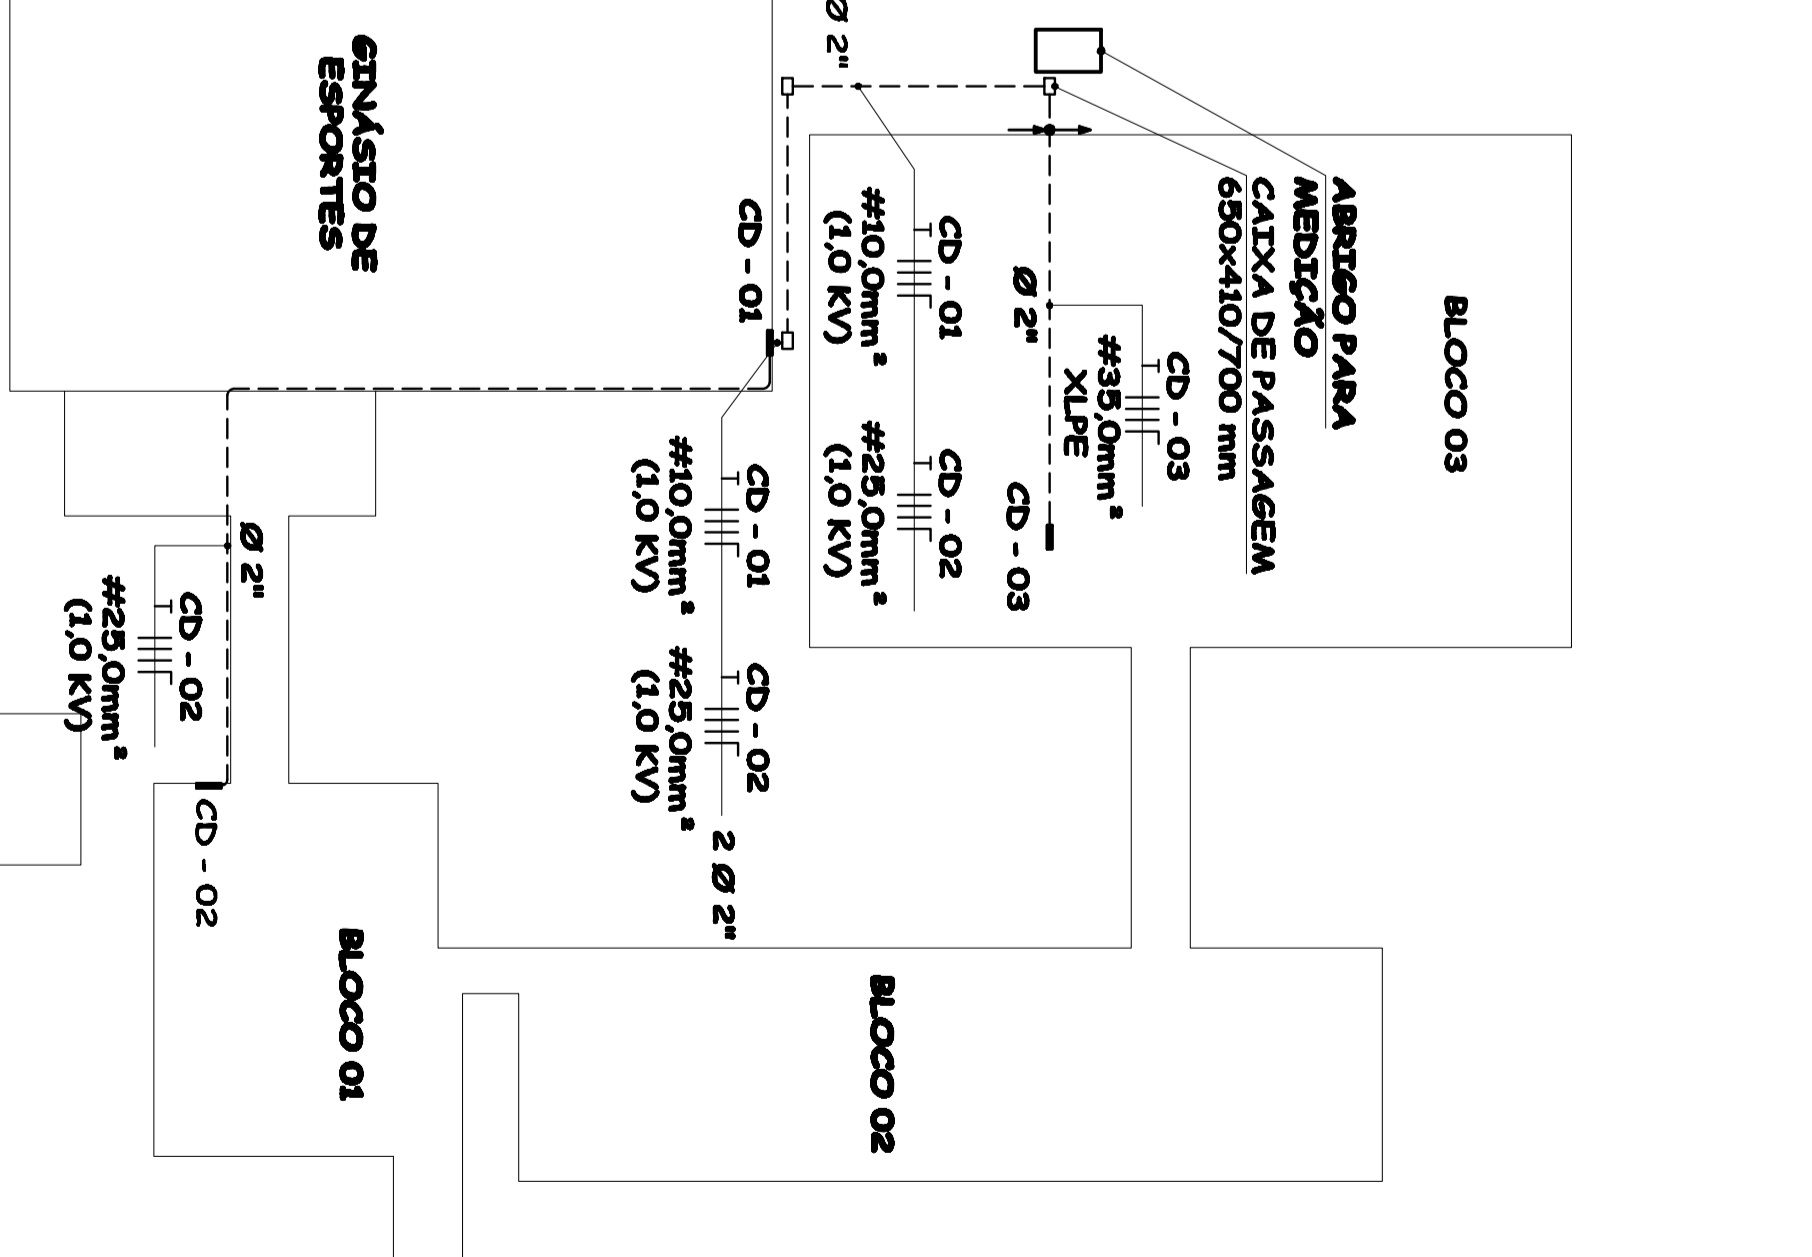 BLOCO 03
ABRIGO PARA
MEDIÇÃO
CAIXA DE PASSAGEM
650x410/700 mm
CD - 03
#35,0mm²
XLPE
Ø 2"
CD - 03
CD - 01
#10,0mm²
(1,0 KV)
CD - 02
#25,0mm²
(1,0 KV)
Ø 2"
CD - 01
CD - 01
#10,0mm²
(1,0 KV)
CD - 02
#25,0mm²
(1,0 KV)
2 Ø 2"
GINÁSIO DE
ESPORTES
Ø 2"
CD - 02
#25,0mm²
(1,0 KV)
CD - 02
BLOCO 01
BLOCO 02